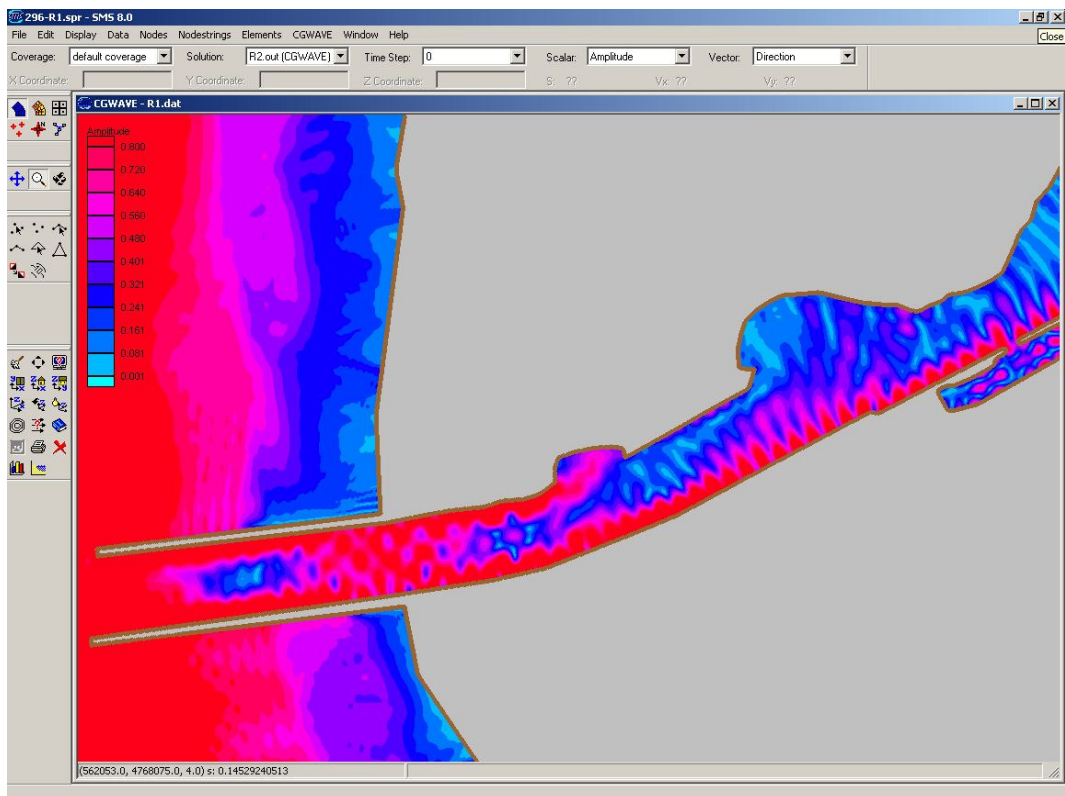 296-R1.spr - SMS 8.0
File Edit Display Data Nodes Nodestrings Elements CGWAVE Window Help
Close
Coverage: default coverage Solution: R2.out (CGWAVE) Time Step: 0 Scalar: Amplitude Vector: Direction
X Coordinate: Y Coordinate: Z Coordinate: S: ?? Vx: ?? Vy: ??
CGWAVE - R1.dat
Amplitude
0.800
0.720
0.640
0.560
0.480
0.401
0.321
0.241
0.161
0.081
0.001
(562053.0, 4768075.0, 4.0) s: 0.14529240513